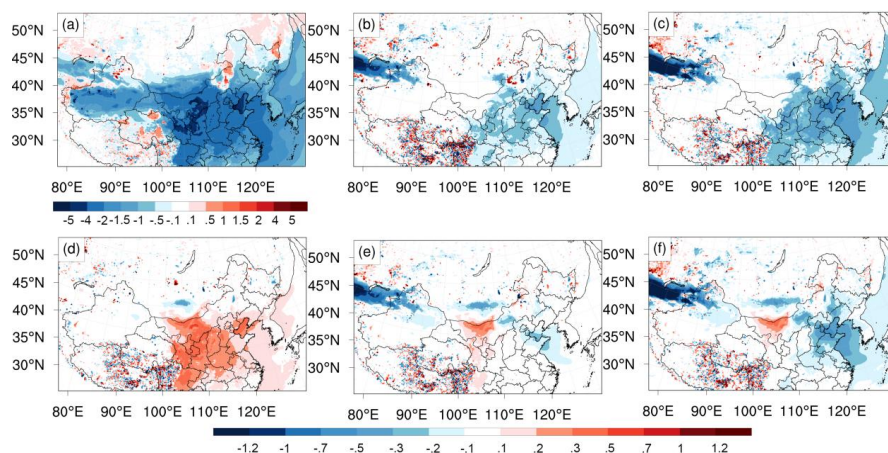 (a) (b) (c)
50°N 50°N 50°N
45°N 45°N 45°N
40°N 40°N 40°N
35°N 35°N 35°N
30°N 30°N 30°N
80°E 90°E 100°E 110°E 120°E 80°E 90°E 100°E 110°E 120°E 80°E 90°E 100°E 110°E 120°E
-5 -4 -2 -1.5 -1 -.5 -.1 .1 .5 1 1.5 2 4 5
(d) (e) (f)
50°N 50°N 50°N
45°N 45°N 45°N
40°N 40°N 40°N
35°N 35°N 35°N
30°N 30°N 30°N
80°E 90°E 100°E 110°E 120°E 80°E 90°E 100°E 110°E 120°E 80°E 90°E 100°E 110°E 120°E
-1.2 -1 -.7 -.5 -.3 -.2 -.1 .1 .2 .3 .5 .7 1 1.2